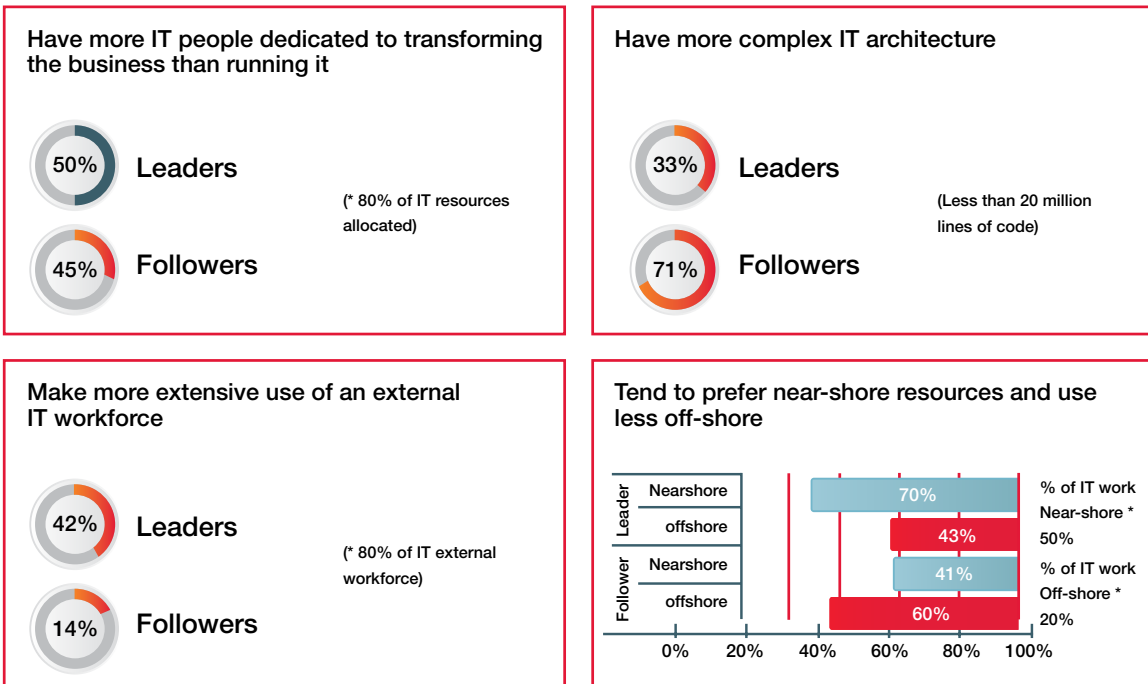 Have more IT people dedicated to transforming
the business than running it
50%
Leaders
(* 80% of IT resources
allocated)
45%
Followers
Have more complex IT architecture
33%
Leaders
(Less than 20 million
lines of code)
71%
Followers
Make more extensive use of an external
IT workforce
42%
Leaders
(* 80% of IT external
workforce)
14%
Followers
Tend to prefer near-shore resources and use
less off-shore
Leader
Nearshore
70%
offshore
43%
Follower
Nearshore
41%
offshore
60%
% of IT work
Near-shore *
50%
% of IT work
Off-shore *
20%
0% 20% 40% 60% 80% 100%